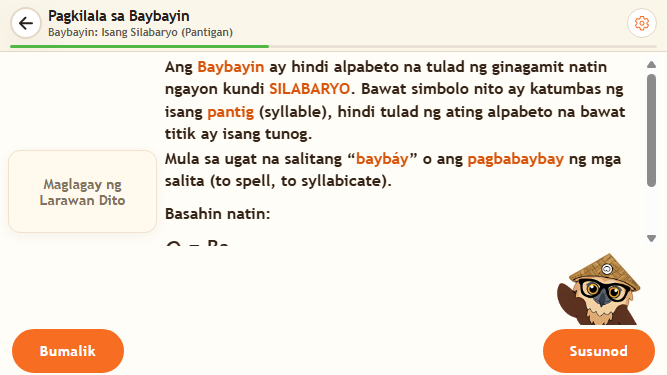 Pagkilala sa Baybayin
Baybayin: Isang Silabaryo (Pantigan)
Ang Baybayin ay hindi alpabeto na tulad ng ginagamit natin
ngayon kundi SILABARYO. Bawat simbolo nito ay katumbas ng
isang pantig (syllable), hindi tulad ng ating alpabeto na bawat
titik ay isang tunog.
Mula sa ugat na salitang “baybáy” o ang pagbabaybay ng mga
salita (to spell, to syllabicate).
Basahin natin:
Maglagay ng
Larawan Dito
Bumalik
Susunod